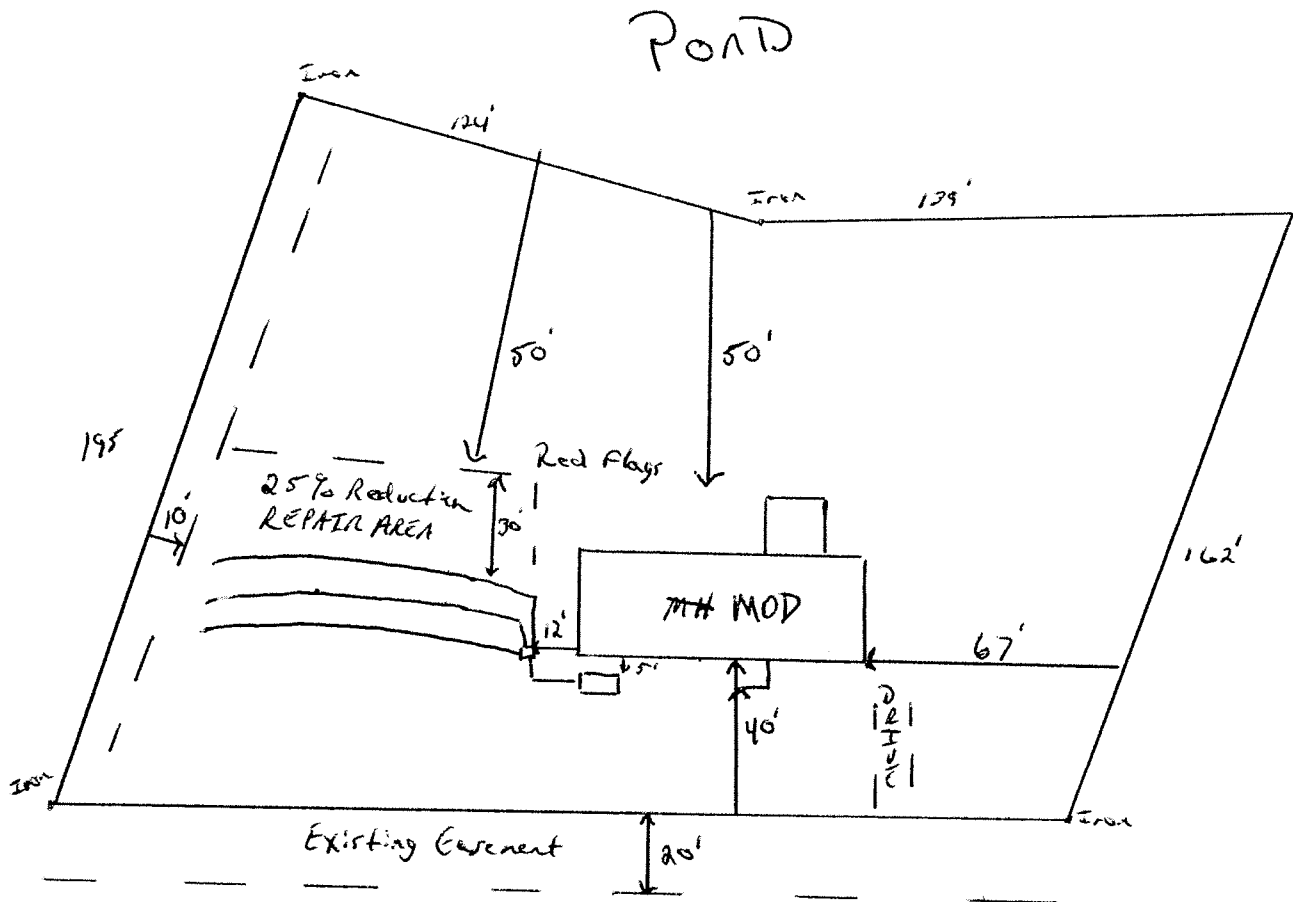 PonD
Iron
124'
Iron
139'
50'
50'
195
Red Flags
25% Reduction
REPAIR AREA
30'
10'
162'
MH MOD
12'
5'
67'
40'
DRIVE
Iron
Iron
Existing Easement
20'